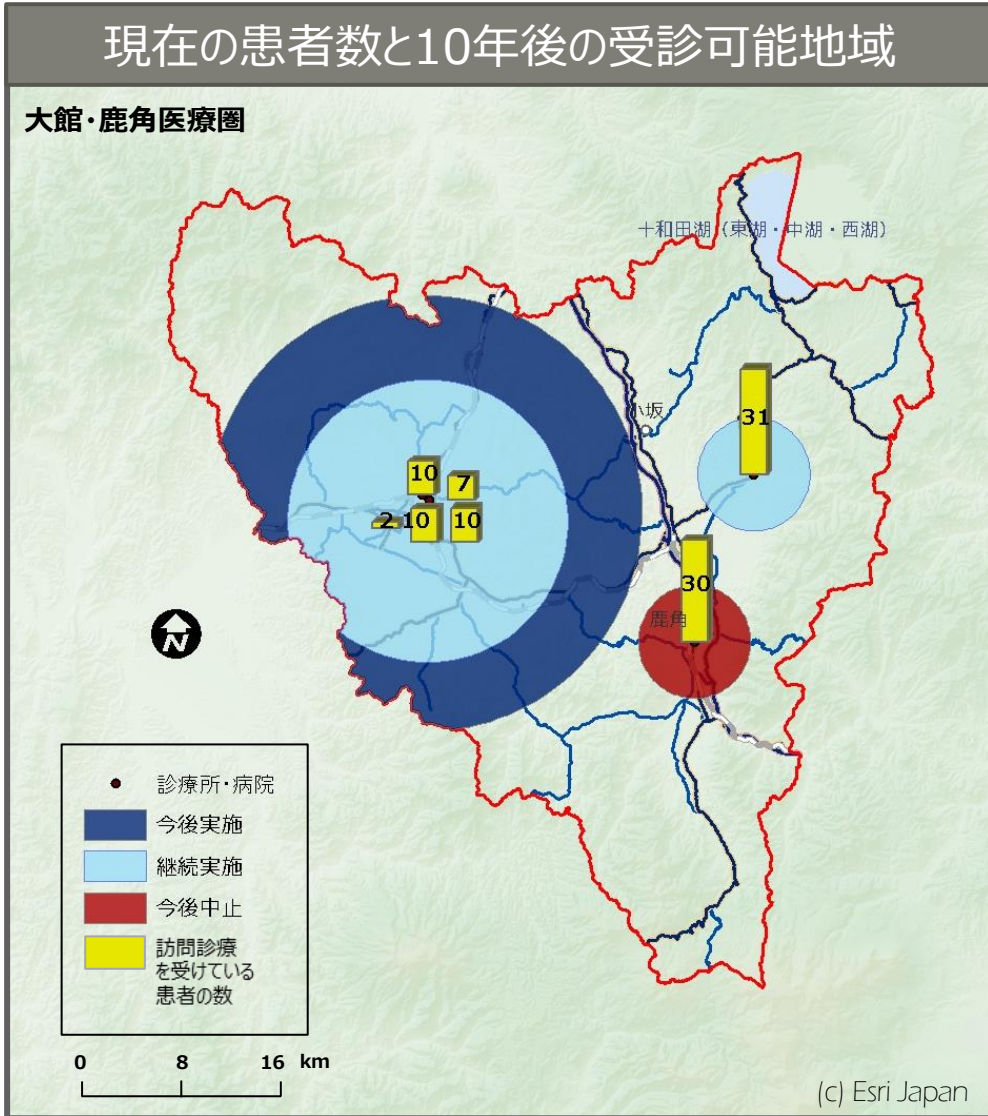 現在の患者数と10年後の受診可能地域
大館・鹿角医療圏
十和田湖（東湖・中湖・西湖）
小坂
31
10
7
2
10
10
30
鹿角
N
診療所・病院
今後実施
継続実施
今後中止
訪問診療
を受けている
患者の数
0 8 16 km
(c) Esri Japan